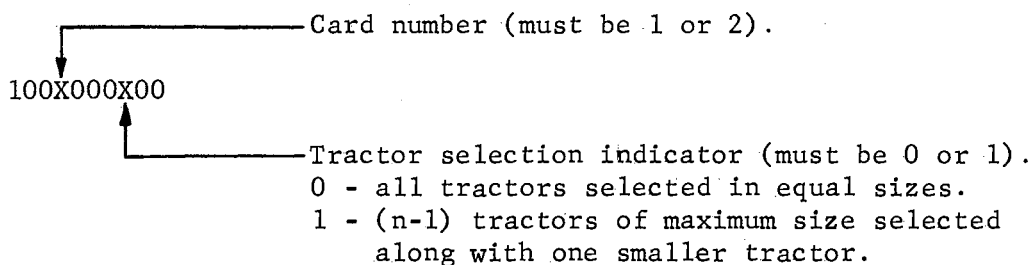 Card number (must be 1 or 2).
100X000X00
Tractor selection indicator (must be 0 or 1).
0 - all tractors selected in equal sizes.
1 - (n-1) tractors of maximum size selected
along with one smaller tractor.